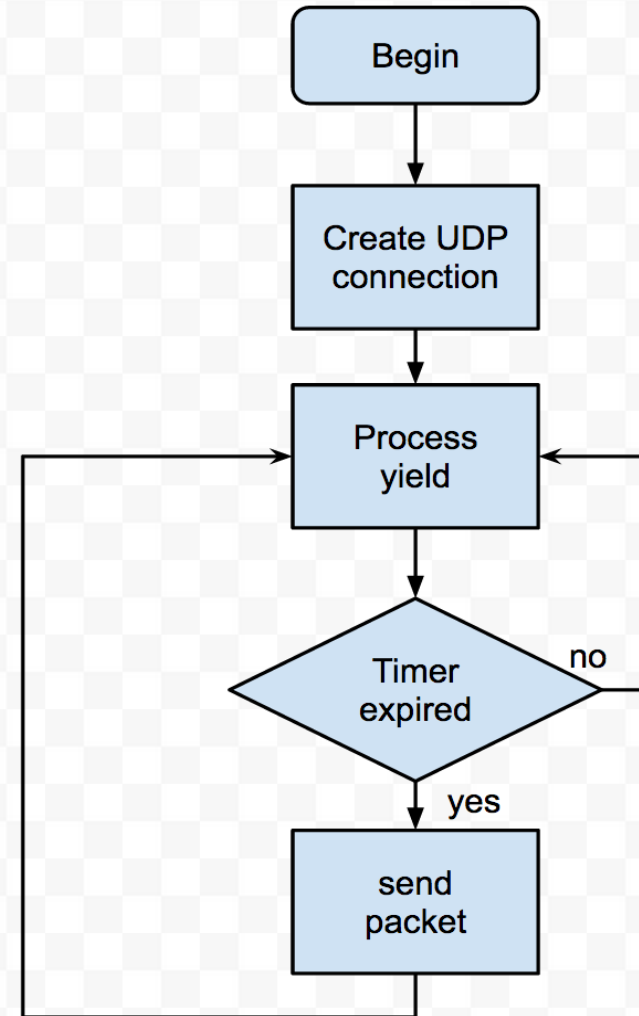 Begin
Create UDP
connection
Process
yield
Timer
expired
no
yes
send
packet